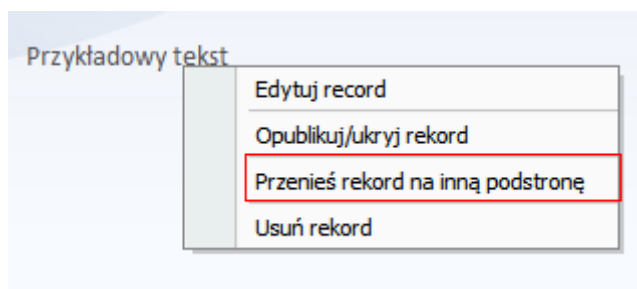 Przykładowy tekst
Edytuj record
Opublikuj/ukryj rekord
Przenieś rekord na inną podstronę
Usuń rekord